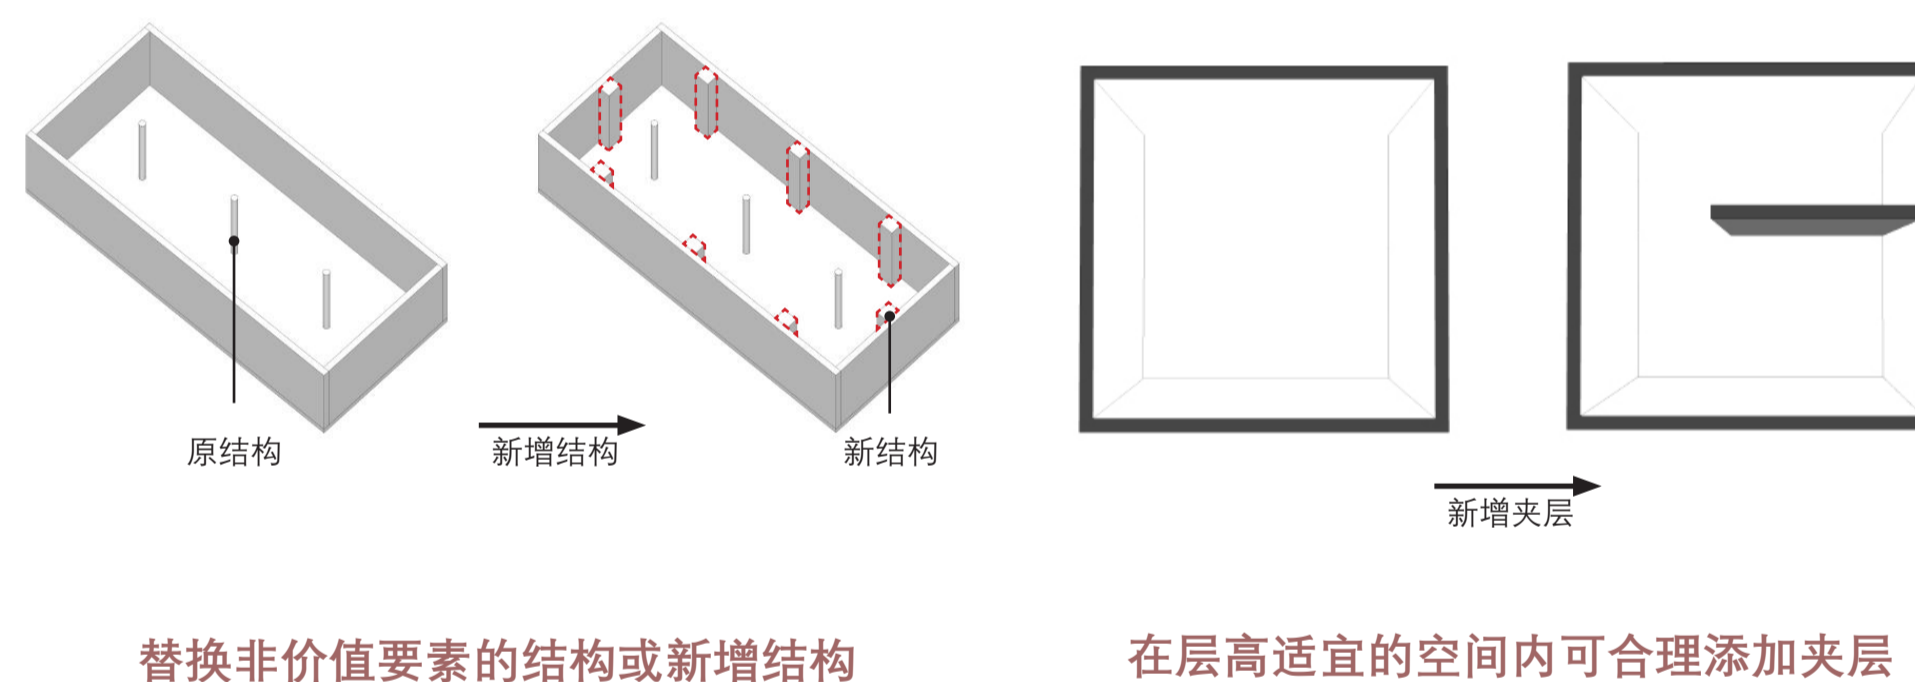 原结构
新增结构
新结构
新增夹层
替换非价值要素的结构或新增结构
在层高适宜的空间内可合理添加夹层